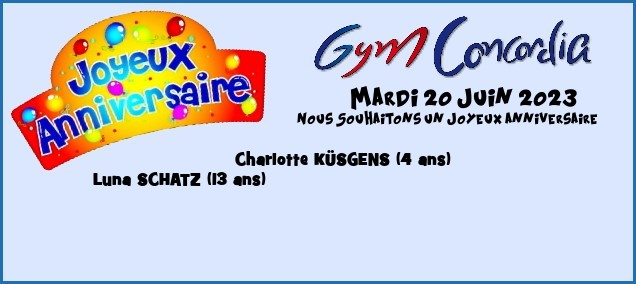 Joyeux
Anniversaire
Gym Concordia
Mardi 20 Juin 2023
Nous souhaitons un joyeux anniversaire
Charlotte KÜSGENS (4 ans)
Luna SCHATZ (13 ans)